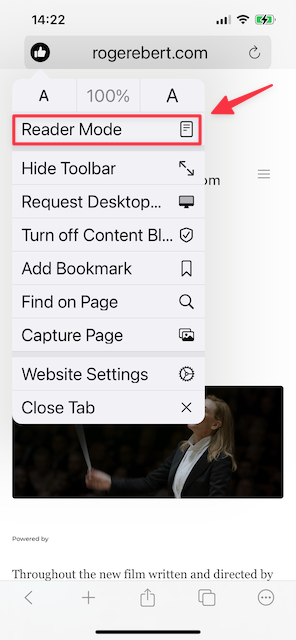 14:22
rogerebert.com
A 100% A
Reader Mode
Hide Toolbar
om
Request Desktop...
Turn off Content Bl...
Add Bookmark
Find on Page
Capture Page
Website Settings
Close Tab
Powered by
Throughout the new film written and directed by